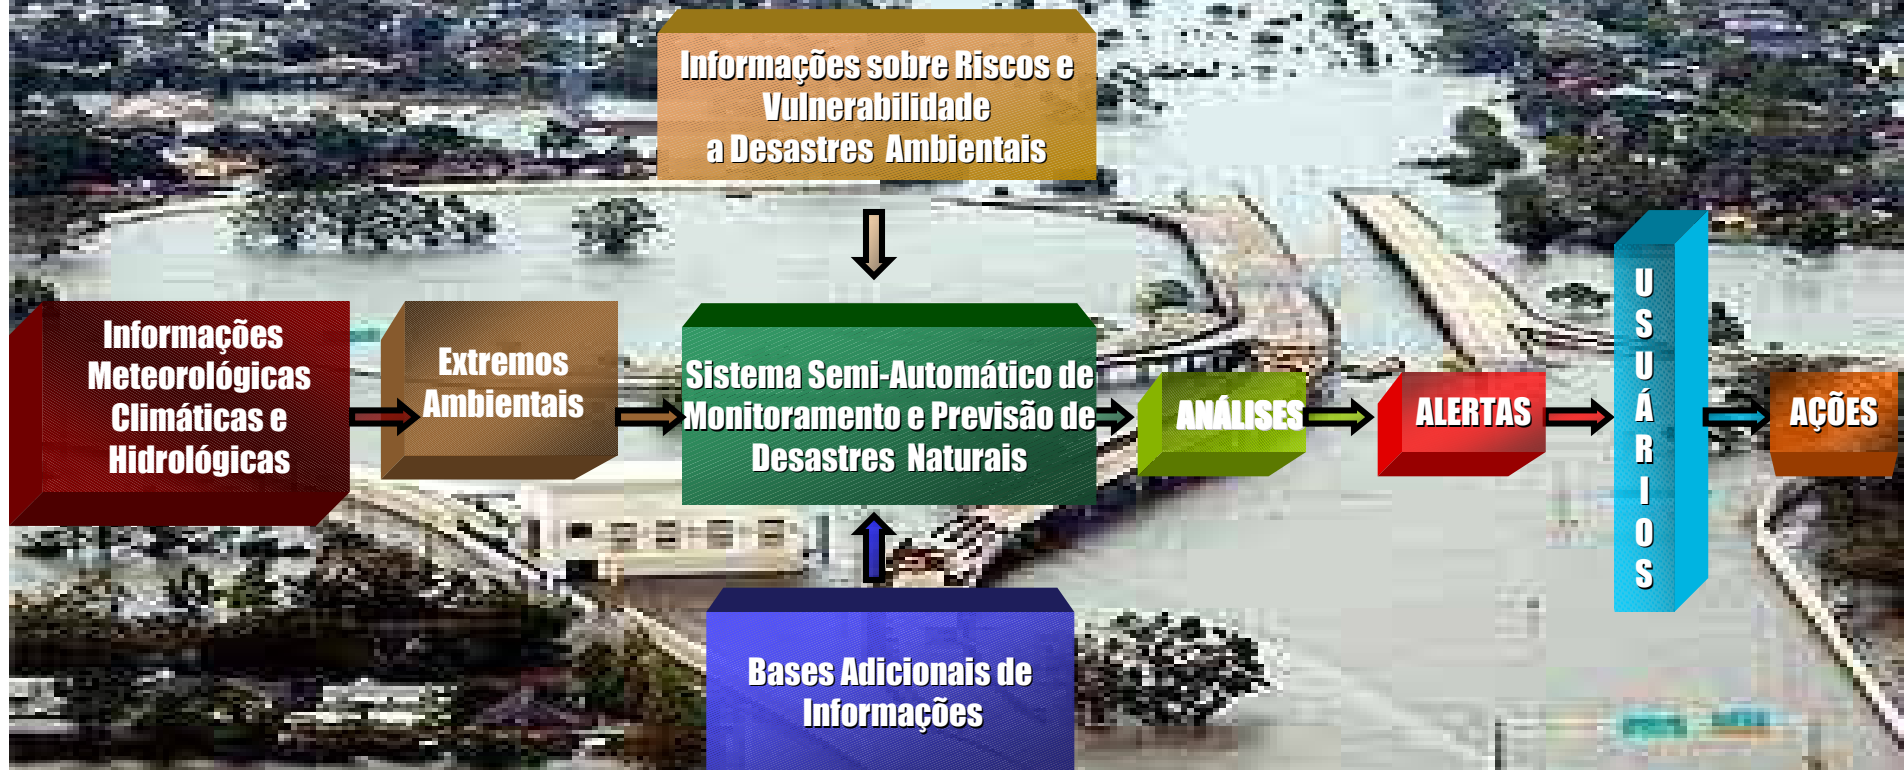 Informações sobre Riscos e
Vulnerabilidade
a Desastres Ambientais
Informações
Meteorológicas
Climáticas e
Hidrológicas
Extremos
Ambientais
Sistema Semi-Automático de
Monitoramento e Previsão de
Desastres Naturais
ANÁLISES
ALERTAS
USUÁRIOS
AÇÕES
Bases Adicionais de
Informações